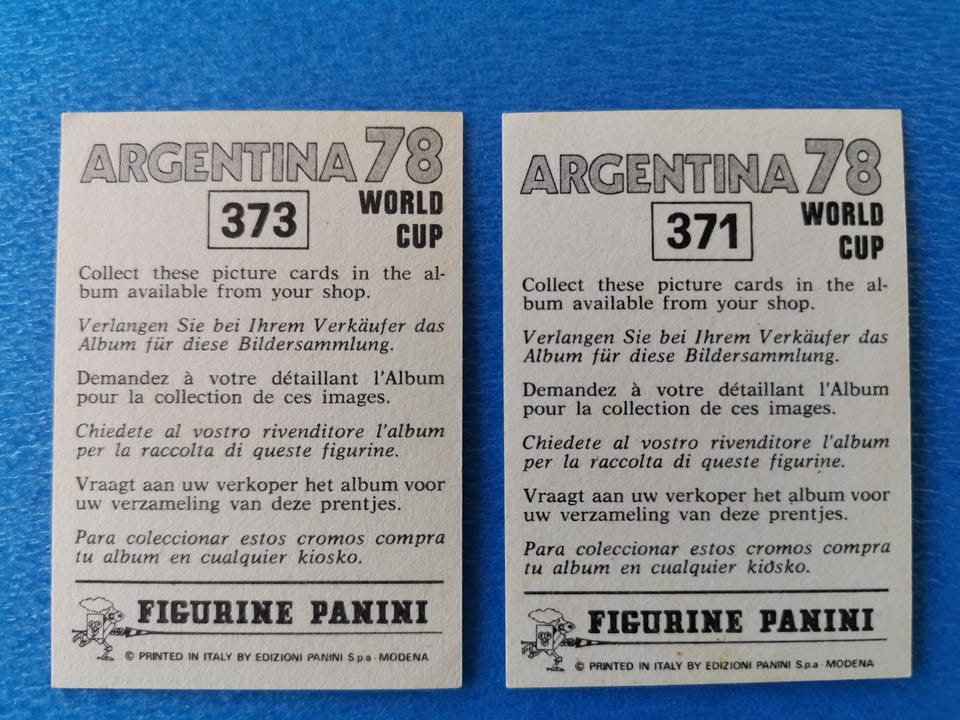 ARGENTINA 78
373
WORLD
CUP
Collect these picture cards in the al-
bum available from your shop.
Verlangen Sie bei Ihrem Verkäufer das
Album für diese Bildersammlung.
Demandez à votre détaillant l'Album
pour la collection de ces images.
Chiedete al vostro rivenditore l'album
per la raccolta di queste figurine.
Vraagt aan uw verkoper het album voor
uw verzameling van deze prentjes.
Para coleccionar estos cromos compra
tu album en cualquier kiosko.
FIGURINE PANINI
© PRINTED IN ITALY BY EDIZIONI PANINI S.p.a - MODENA
ARGENTINA 78
371
WORLD
CUP
Collect these picture cards in the al-
bum available from your shop.
Verlangen Sie bei Ihrem Verkäufer das
Album für diese Bildersammlung.
Demandez à votre détaillant l'Album
pour la collection de ces images.
Chiedete al vostro rivenditore l'album
per la raccolta di queste figurine.
Vraagt aan uw verkoper het album voor
uw verzameling van deze prentjes.
Para coleccionar estos cromos compra
tu album en cualquier kiosko.
FIGURINE PANINI
© PRINTED IN ITALY BY EDIZIONI PANINI S.p.a - MODENA